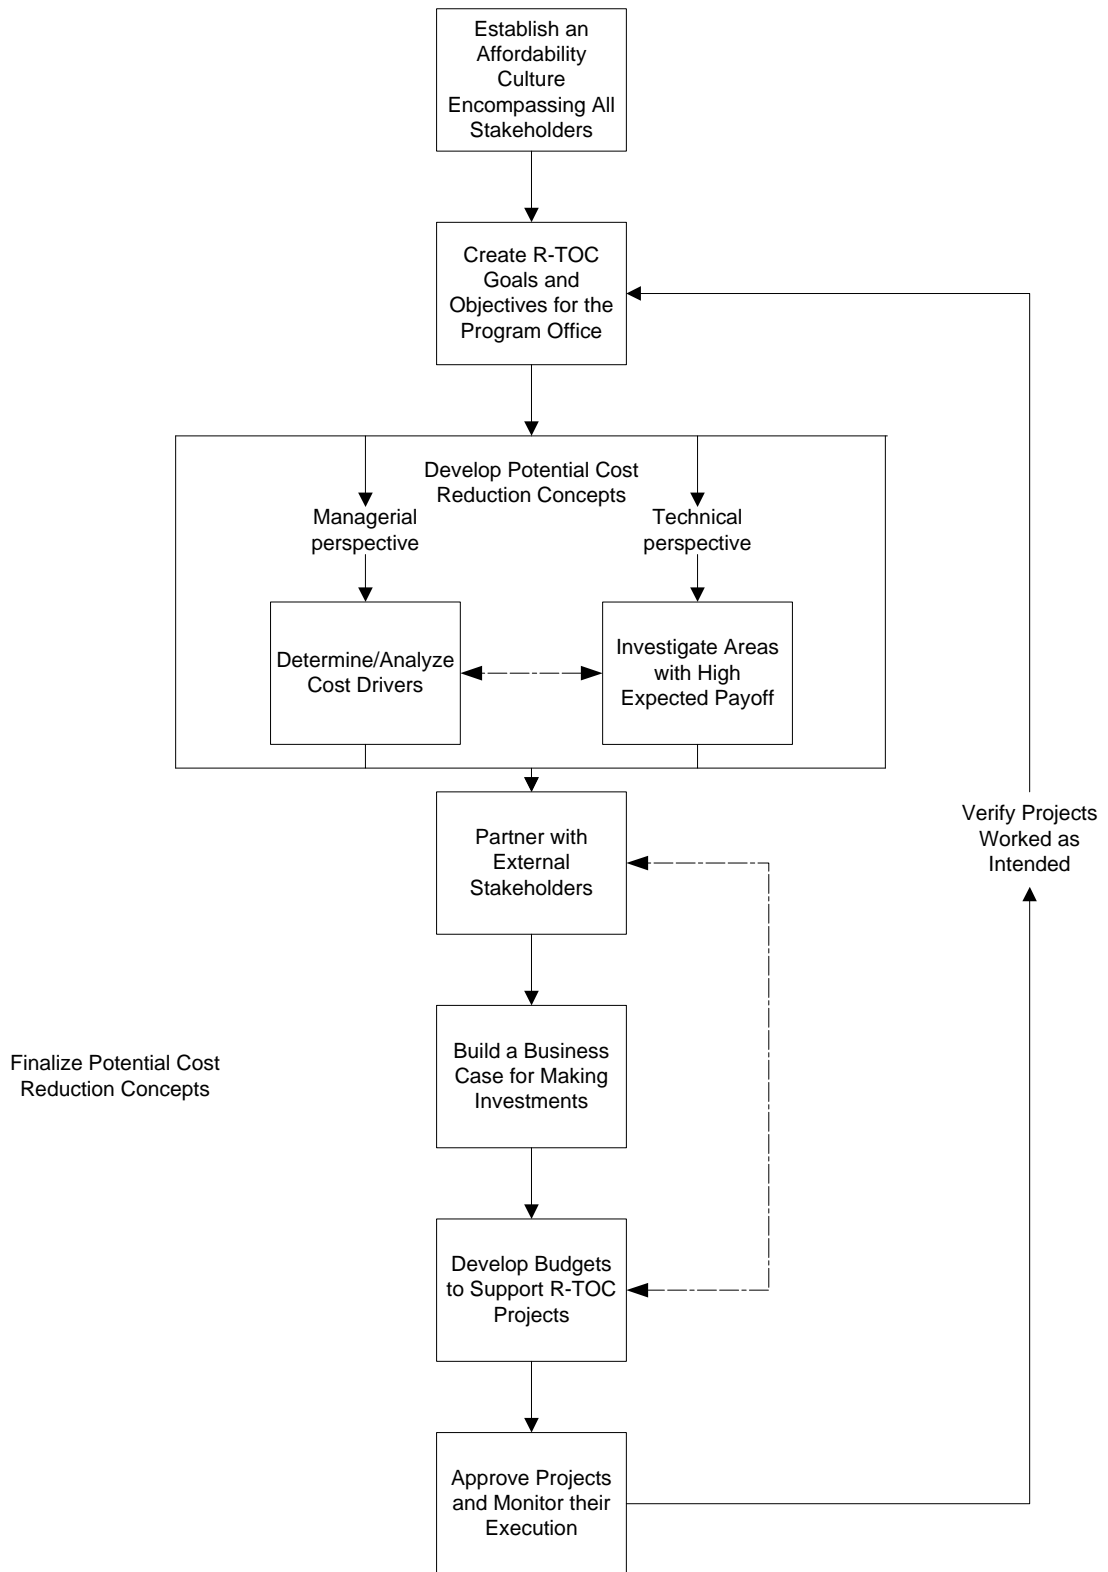 Establish an
Affordability
Culture
Encompassing All
Stakeholders
Create R-TOC
Goals and
Objectives for the
Program Office
Develop Potential Cost
Reduction Concepts
Managerial
perspective
Technical
perspective
Determine/Analyze
Cost Drivers
Investigate Areas
with High
Expected Payoff
Partner with
External
Stakeholders
Verify Projects
Worked as
Intended
Build a Business
Case for Making
Investments
Finalize Potential Cost
Reduction Concepts
Develop Budgets
to Support R-TOC
Projects
Approve Projects
and Monitor their
Execution